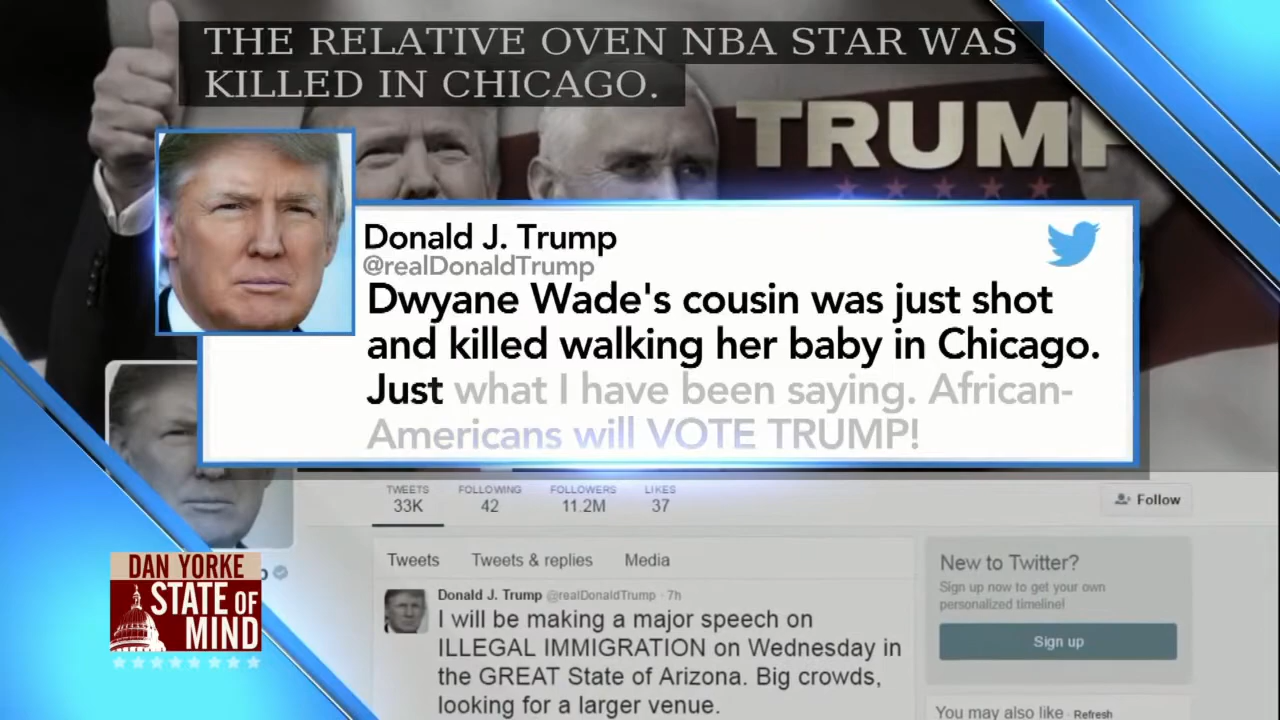 THE RELATIVE OVEN NBA STAR WAS
KILLED IN CHICAGO.
TRUMP
Donald J. Trump
@realDonaldTrump
Dwyane Wade's cousin was just shot
and killed walking her baby in Chicago.
Just what I have been saying. African-
Americans will VOTE TRUMP!
TWEETS FOLLOWING FOLLOWERS LIKES
33K 42 11.2M 37
Follow
Tweets Tweets & replies Media
Donald J. Trump @realDonaldTrump · 7h
I will be making a major speech on
ILLEGAL IMMIGRATION on Wednesday in
the GREAT State of Arizona. Big crowds,
looking for a larger venue.
New to Twitter?
Sign up now to get your own
personalized timeline!
Sign up
You may also like · Refresh
DAN YORKE
STATE OF
MIND